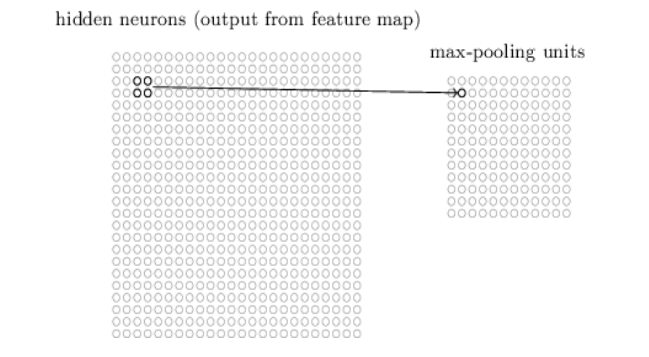 hidden neurons (output from feature map)
max-pooling units